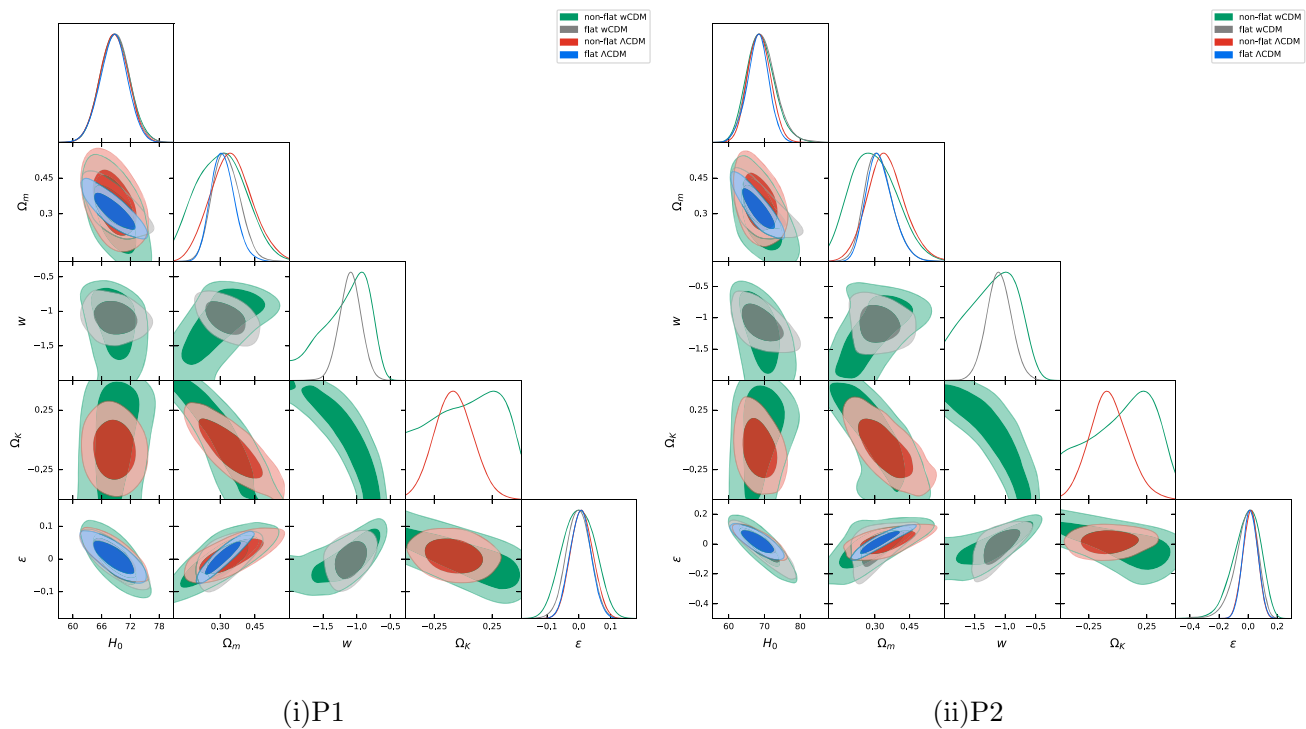 non-flat wCDM
flat wCDM
non-flat ΛCDM
flat ΛCDM
0.45
0.3
Ωm
−0.5
−1
−1.5
w
0.25
−0.25
ΩK
0.1
0
−0.1
ε
60 66 72 78
H0
0.30 0.45
Ωm
−1.5 −1.0 −0.5
w
−0.25 0.25
ΩK
−0.1 0.0 0.1
ε
(i)P1
non-flat wCDM
flat wCDM
non-flat ΛCDM
flat ΛCDM
0.45
0.3
Ωm
−0.5
−1
−1.5
w
0.25
−0.25
ΩK
0.2
0
−0.2
−0.4
ε
60 70 80
H0
0.30 0.45
Ωm
−1.5 −1.0 −0.5
w
−0.25 0.25
ΩK
−0.4 −0.2 0.0 0.2
ε
(ii)P2